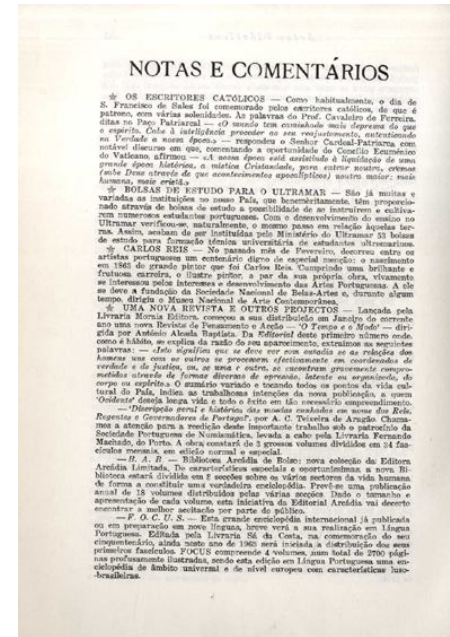 NOTAS E COMENTÁRIOS
☆ OS ESCRITORES CATÓLICOS — Como habitualmente, o dia de
S. Francisco de Sales foi comemorado pelos escritores católicos, de que é
patrono, com várias solenidades. Às palavras do Prof. Cavaleiro de Ferreira,
ditas no Paço Patriarcal — «O mundo tem caminhado mais depressa do que
o espírito. Cabe à inteligência proceder ao seu reajustamento, autenticando
na Verdade a nova época.» — respondeu o Senhor Cardeal-Patriarca com
notável discurso em que, comentando a oportunidade do Concílio Ecuménico
do Vaticano, afirmou — «A nossa época está assistindo à liquidação de uma
grande época histórica, a mística Cristandade, para entrar noutra, cremos
(sabe Deus através de que acontecimentos apocalípticos) noutra maior: mais
humana, mais cristã.»
☆ BOLSAS DE ESTUDO PARA O ULTRAMAR — São já muitas e
variadas as instituições no nosso País, que benemèritamente, têm proporcio-
nado através de bolsas de estudo a possibilidade de se instruírem e cultiva-
rem numerosos estudantes portugueses. Com o desenvolvimento do ensino no
Ultramar verificou-se, naturalmente, o mesmo passo em relação àquelas ter-
ras. Assim, acabam de ser instituídas pelo Ministério do Ultramar 53 bolsas
de estudo para formação técnica universitária de estudantes ultramarinos.
☆ CARLOS REIS — No passado mês de Fevereiro, decorreu entre os
artistas portugueses um centenário digno de especial menção: o nascimento
em 1863 do grande pintor que foi Carlos Reis. Cumprindo uma brilhante e
frutuosa carreira, o ilustre pintor, a par da sua própria obra, vivamente
se interessou pelos interesses e desenvolvimento das Artes Portuguesas. A ele
se deve a fundação da Sociedade Nacional de Belas-Artes e, durante algum
tempo, dirigiu o Museu Nacional de Arte Contemporânea.
☆ UMA NOVA REVISTA E OUTROS PROJECTOS — Lançada pela
Livraria Morais Editora, começou a sua distribuição em Janeiro do corrente
ano uma nova Revista de Pensamento e Acção — ‘O Tempo e o Modo’ — diri-
gida por António Alçada Baptista. Da Editorial deste primeiro número onde,
como é hábito, se explica da razão do seu aparecimento, extraímos as seguintes
palavras: — «Isto significa que se deve ver com cuidado se as relações dos
homens uns com os outros se processam efectivamente em coordenadas de
verdade e de justiça, ou, se uma e outra, se encontram gravemente compro-
metidas através de formas diversas de opressão, latente ou organizada, do
corpo ou espírito.» O sumário variado e tocando todos os pontos da vida cul-
tural do País, indica as trabalhosas intenções da nova publicação, a quem
‘Ocidente’ deseja longa vida e todo o êxito em tão necessário empreendimento.
—‘Discripção geral e histórica das moedas cunhadas em nome dos Reis,
Regentes e Governadores de Portugal’, por A. C. Teixeira de Aragão. Chama-
mos a atenção para a reedição deste importante trabalho sob o patrocínio da
Sociedade Portuguesa de Numismática, levada a cabo pela Livraria Fernando
Machado, do Porto. A obra constará de 3 grossos volumes divididos em 34 fas-
cículos mensais, em edição normal e especial.
— B. A. B. — Biblioteca Arcádia de Bolso: nova colecção da Editora
Arcádia Limitada. De características especiais e oportuníssimas, a nova Bi-
blioteca estará dividida em 8 secções sobre os vários sectores da vida humana
de forma a constituir uma verdadeira enciclopédia. Prevê-se uma publicação
anual de 18 volumes distribuídos pelas várias secções. Dado o tamanho e
apresentação de cada volume, esta iniciativa da Editorial Arcádia vai decerto
encontrar a melhor aceitação por parte do público.
— F. O. C. U. S. — Esta grande enciclopédia internacional já publicada
ou em preparação em nove línguas, breve verá a sua realização em Língua
Portuguesa. Editada pela Livraria Sá da Costa, na comemoração do seu
cinquentenário, ainda neste ano de 1963 será iniciada a distribuição dos seus
primeiros fascículos. FOCUS compreende 4 volumes, num total de 2700 pági-
nas profusamente ilustradas, sendo esta edição em Língua Portuguesa uma en-
ciclopédia de âmbito universal e de nível europeu com características luso-
-brasileiras.